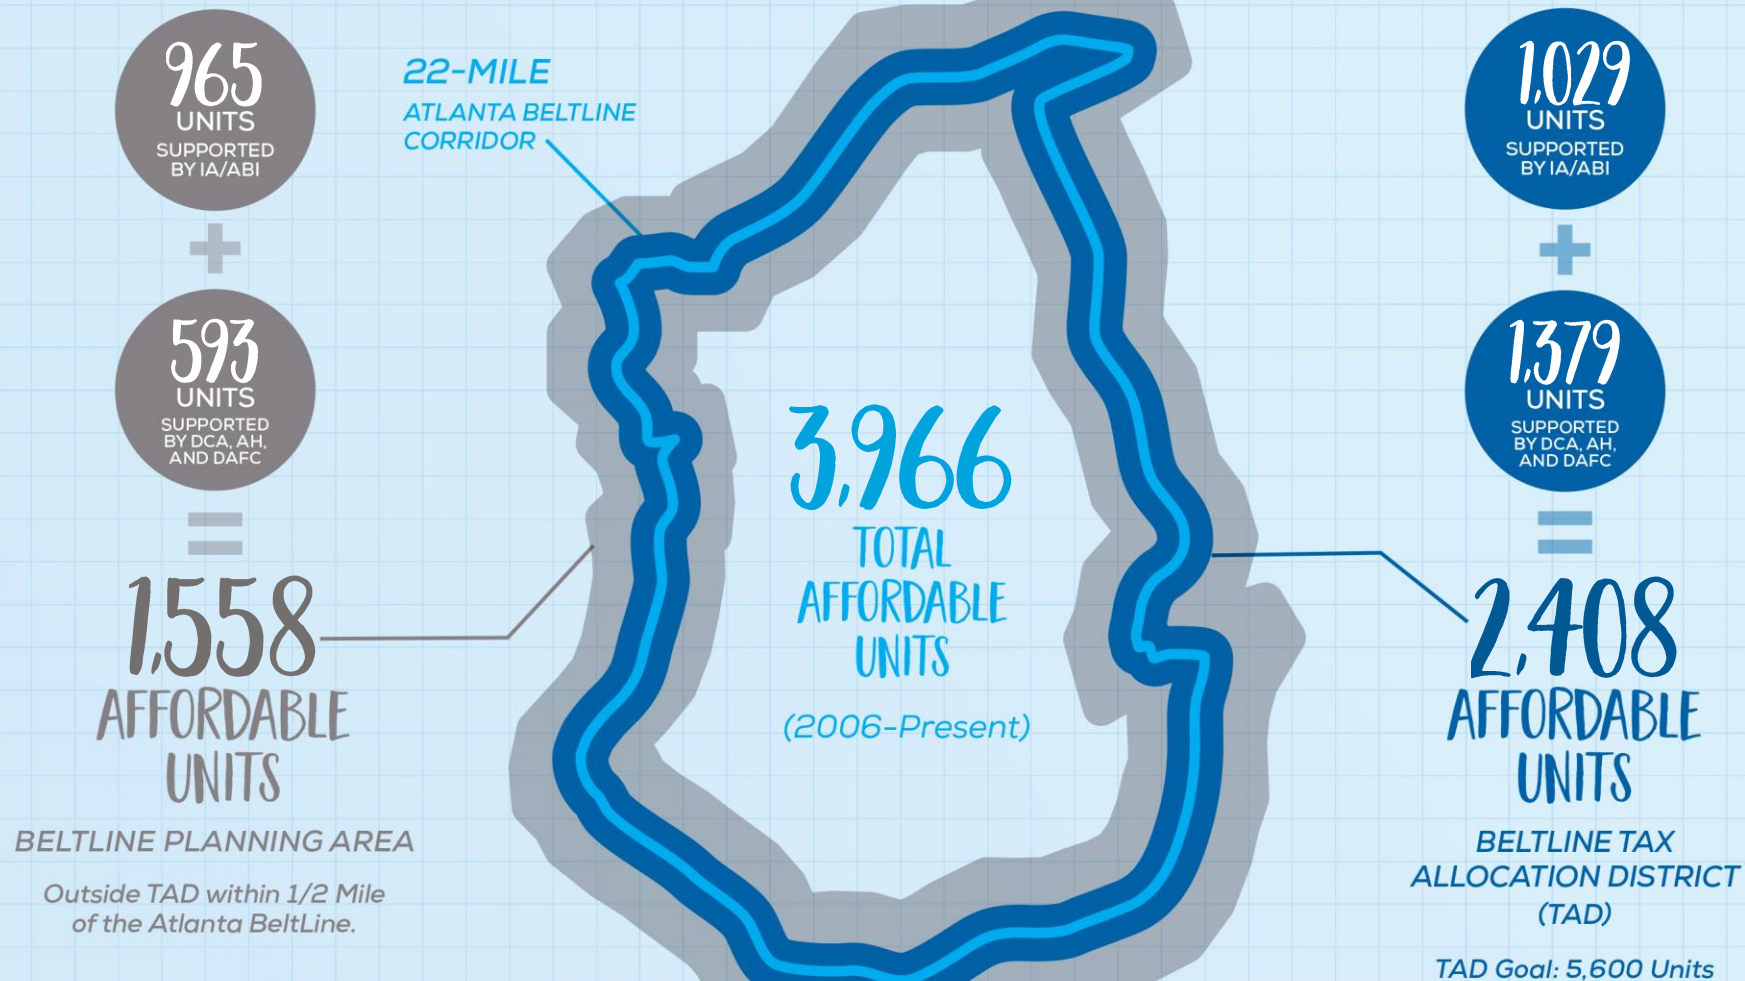 965
UNITS
SUPPORTED
BY IA/ABI
+
593
UNITS
SUPPORTED
BY DCA, AH,
AND DAFC
=
1,558
AFFORDABLE
UNITS
BELTLINE PLANNING AREA
Outside TAD within 1/2 Mile
of the Atlanta BeltLine.
22-MILE
ATLANTA BELTLINE
CORRIDOR
3,966
TOTAL
AFFORDABLE
UNITS
(2006-Present)
1,029
UNITS
SUPPORTED
BY IA/ABI
+
1,379
UNITS
SUPPORTED
BY DCA, AH,
AND DAFC
=
2,408
AFFORDABLE
UNITS
BELTLINE TAX
ALLOCATION DISTRICT
(TAD)
TAD Goal: 5,600 Units